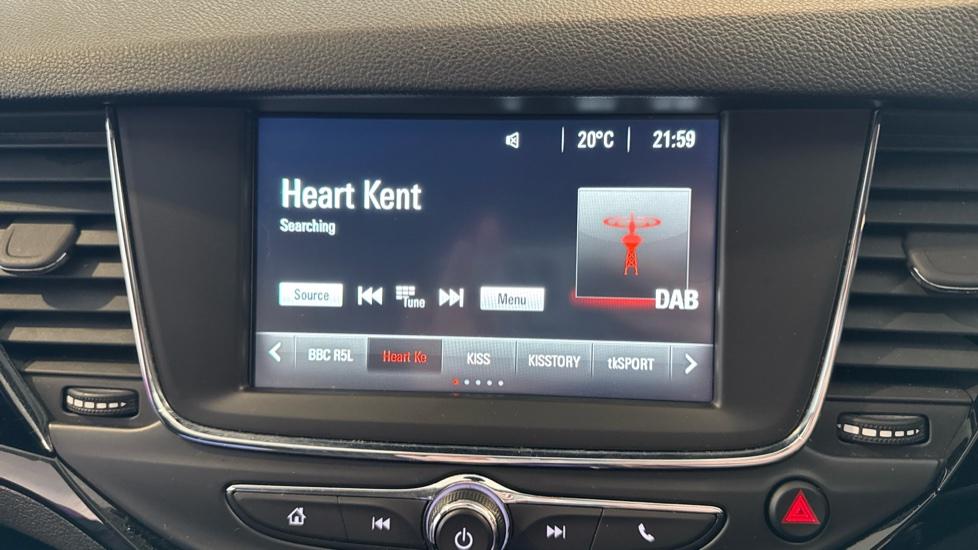 20°C 21:59
Heart Kent
Searching
Source Tune Menu
DAB
BBC R5L Heart Ke KISS KISSTORY tkSPORT